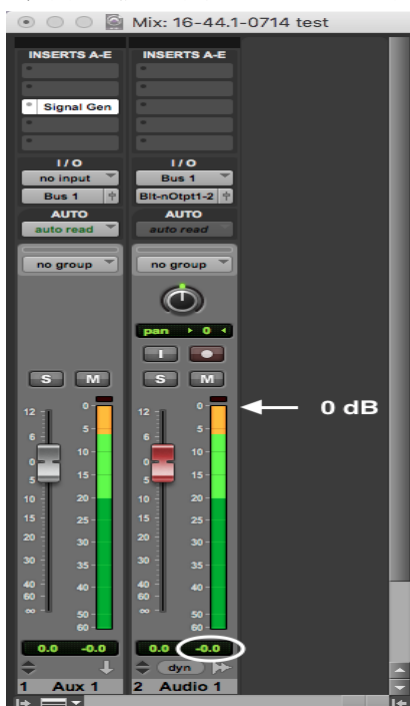 Mix: 16-44.1-0714 test
INSERTS A-E INSERTS A-E
Signal Gen
I / O I / O
no input Bus 1
Bus 1 Blt-nOtpt1-2
AUTO AUTO
auto read auto read
no group no group
pan 0
I
S M S M
12 0 12 0 0 dB
5 5
6 6
10 10
0 0
15 15
5 5
10 20 10 20
15 25 15 25
20 30 20 30
30 35 30 35
40 40 40 40
60 60
∞ 50 ∞ 50
60 60
0.0 -0.0 0.0 -0.0
dyn
1 Aux 1 2 Audio 1